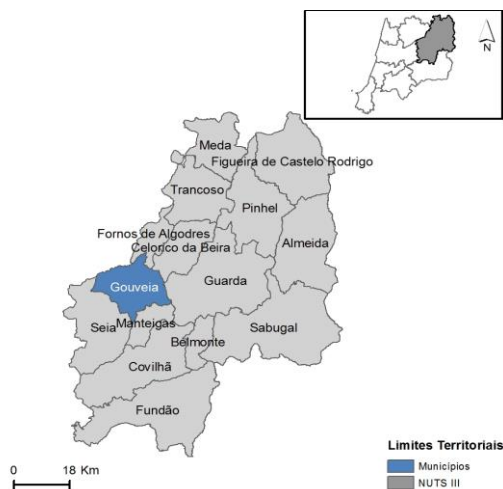 N
Meda
Figueira de Castelo Rodrigo
Trancoso
Pinhel
Fornos de Algodres
Celorico da Beira
Almeida
Gouveia
Guarda
Seia
Manteigas
Sabugal
Belmonte
Covilhã
Fundão
Limites Territoriais
Municípios
NUTS III
0 18 Km